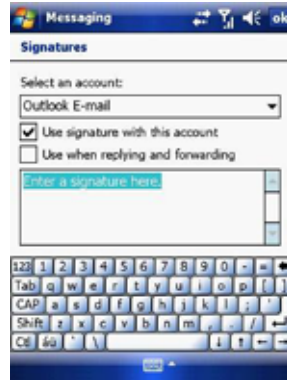 Messaging ok
Signatures
Select an account:
Outlook E-mail
Use signature with this account
Use when replying and forwarding
Enter a signature here.
123 1 2 3 4 5 6 7 8 9 0 - =
Tab q w e r t y u i o p [ ]
CAP a s d f g h j k l ; '
Shift z x c v b n m , . /
Ctl áü ` \